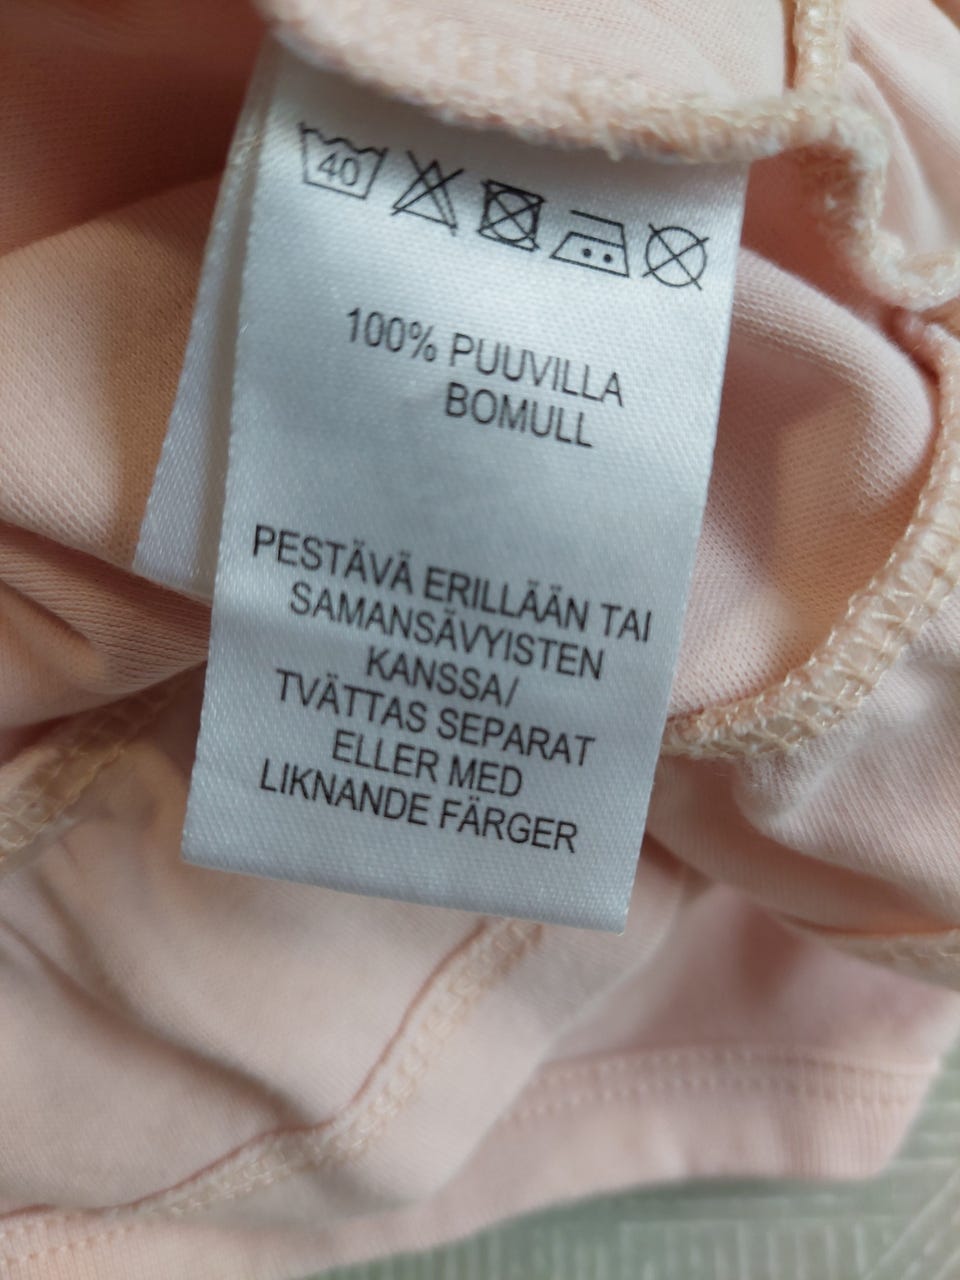 40
100% PUUVILLA
BOMULL
PESTÄVÄ ERILLÄÄN TAI
SAMANSÄVYISTEN
KANSSA/
TVÄTTAS SEPARAT
ELLER MED
LIKNANDE FÄRGER